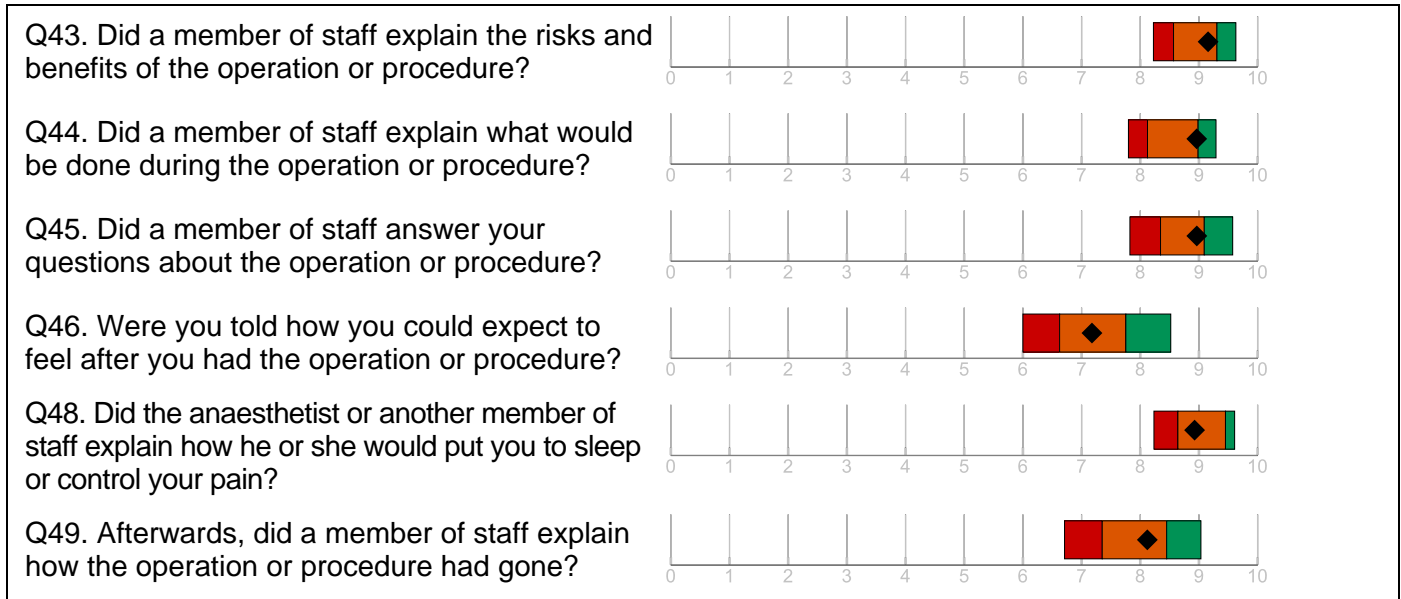 Q43. Did a member of staff explain the risks and
benefits of the operation or procedure?
0 1 2 3 4 5 6 7 8 9 10
Q44. Did a member of staff explain what would
be done during the operation or procedure?
0 1 2 3 4 5 6 7 8 9 10
Q45. Did a member of staff answer your
questions about the operation or procedure?
0 1 2 3 4 5 6 7 8 9 10
Q46. Were you told how you could expect to
feel after you had the operation or procedure?
0 1 2 3 4 5 6 7 8 9 10
Q48. Did the anaesthetist or another member of
staff explain how he or she would put you to sleep
or control your pain?
0 1 2 3 4 5 6 7 8 9 10
Q49. Afterwards, did a member of staff explain
how the operation or procedure had gone?
0 1 2 3 4 5 6 7 8 9 10